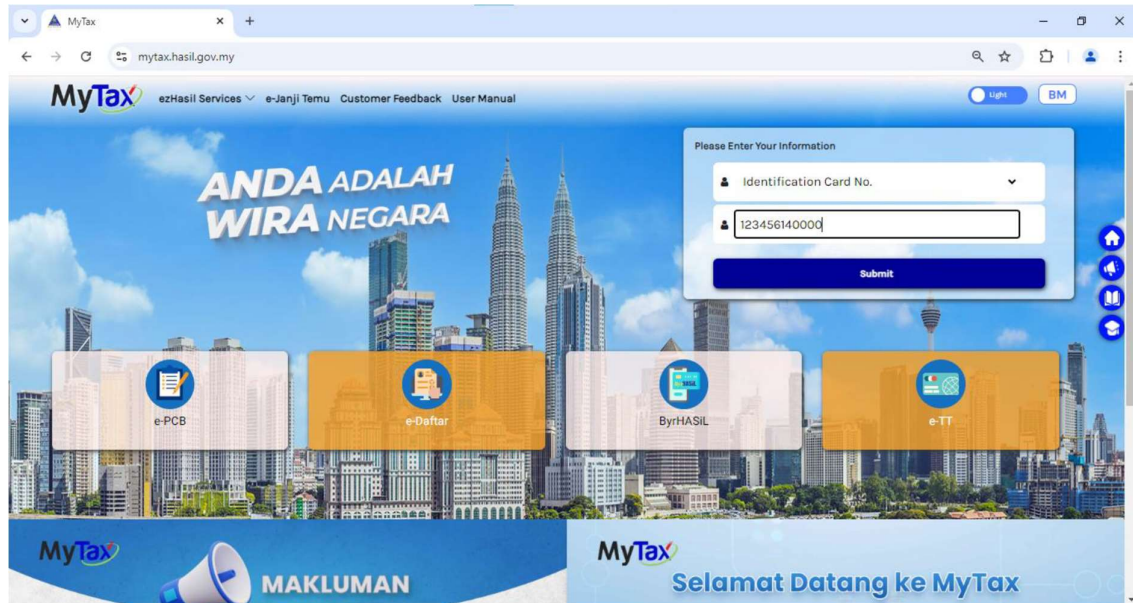 MyTax
mytax.hasil.gov.my
MyTax
ezHasil Services
e-Janji Temu
Customer Feedback
User Manual
Light
BM
ANDA ADALAH
WIRA NEGARA
Please Enter Your Information
Identification Card No.
123456140000
Submit
e-PCB
e-Daftar
ByrHASiL
e-TT
MyTax
MAKLUMAN
MyTax
Selamat Datang ke MyTax